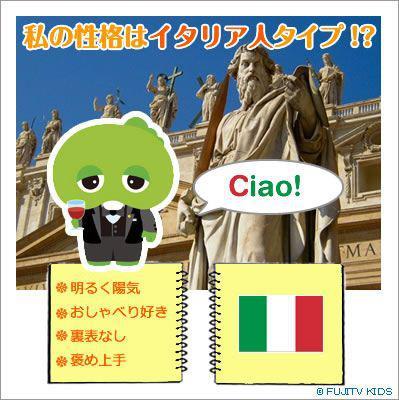 私の性格はイタリア人タイプ!?
Ciao!
MA
明るく陽気
おしゃべり好き
裏表なし
褒め上手
© FUJITV KIDS